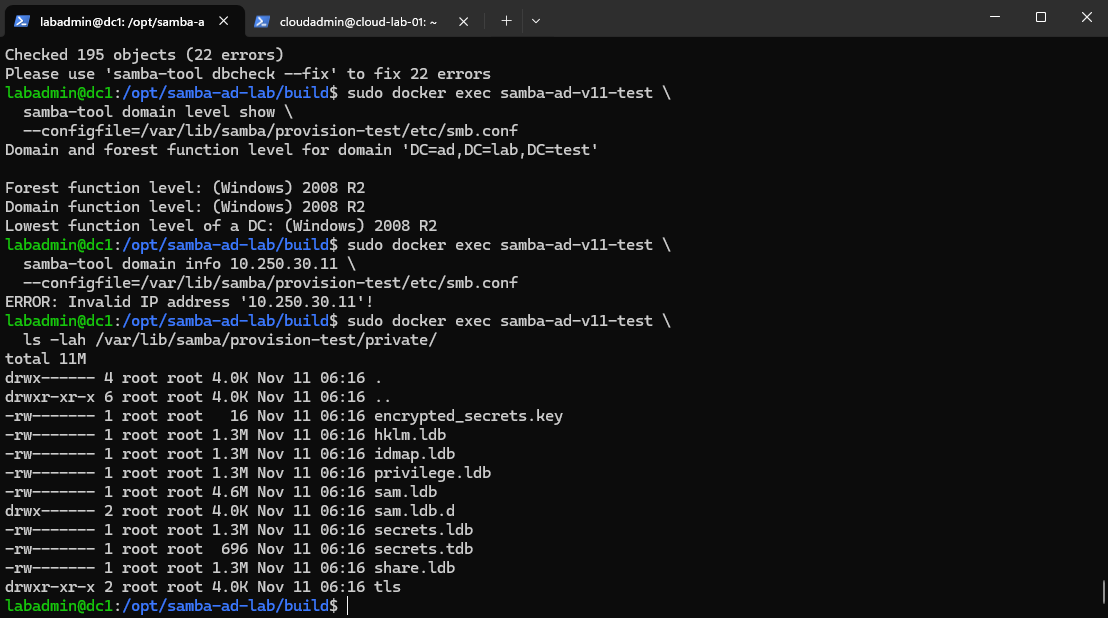 labadmin@dc1: /opt/samba-a
cloudadmin@cloud-lab-01: ~
Checked 195 objects (22 errors)
Please use 'samba-tool dbcheck --fix' to fix 22 errors
labadmin@dc1:/opt/samba-ad-lab/build$ sudo docker exec samba-ad-v11-test \
  samba-tool domain level show \
  --configfile=/var/lib/samba/provision-test/etc/smb.conf
Domain and forest function level for domain 'DC=ad,DC=lab,DC=test'

Forest function level: (Windows) 2008 R2
Domain function level: (Windows) 2008 R2
Lowest function level of a DC: (Windows) 2008 R2
labadmin@dc1:/opt/samba-ad-lab/build$ sudo docker exec samba-ad-v11-test \
  samba-tool domain info 10.250.30.11 \
  --configfile=/var/lib/samba/provision-test/etc/smb.conf
ERROR: Invalid IP address '10.250.30.11'!
labadmin@dc1:/opt/samba-ad-lab/build$ sudo docker exec samba-ad-v11-test \
  ls -lah /var/lib/samba/provision-test/private/
total 11M
drwx------ 4 root root 4.0K Nov 11 06:16 .
drwxr-xr-x 6 root root 4.0K Nov 11 06:16 ..
-rw------- 1 root root   16 Nov 11 06:16 encrypted_secrets.key
-rw------- 1 root root 1.3M Nov 11 06:16 hklm.ldb
-rw------- 1 root root 1.3M Nov 11 06:16 idmap.ldb
-rw------- 1 root root 1.3M Nov 11 06:16 privilege.ldb
-rw------- 1 root root 4.6M Nov 11 06:16 sam.ldb
drwx------ 2 root root 4.0K Nov 11 06:16 sam.ldb.d
-rw------- 1 root root 1.3M Nov 11 06:16 secrets.ldb
-rw------- 1 root root  696 Nov 11 06:16 secrets.tdb
-rw------- 1 root root 1.3M Nov 11 06:16 share.ldb
drwxr-xr-x 2 root root 4.0K Nov 11 06:16 tls
labadmin@dc1:/opt/samba-ad-lab/build$